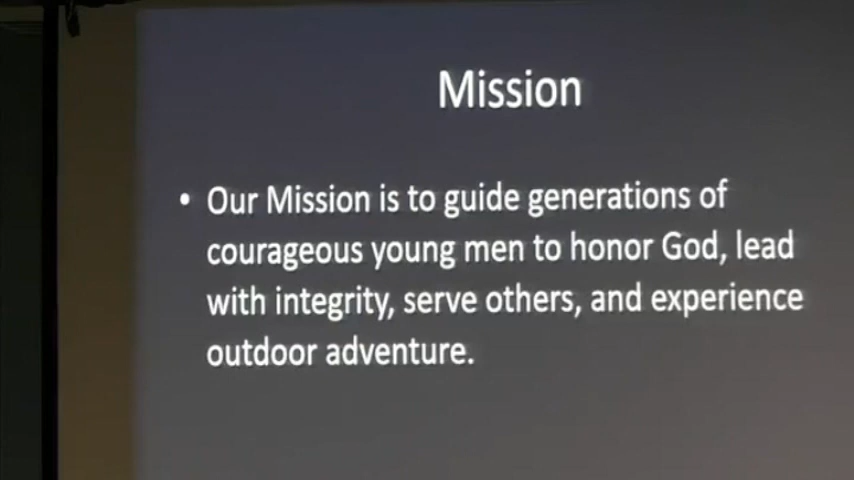 Mission
• Our Mission is to guide generations of
courageous young men to honor God, lead
with integrity, serve others, and experience
outdoor adventure.